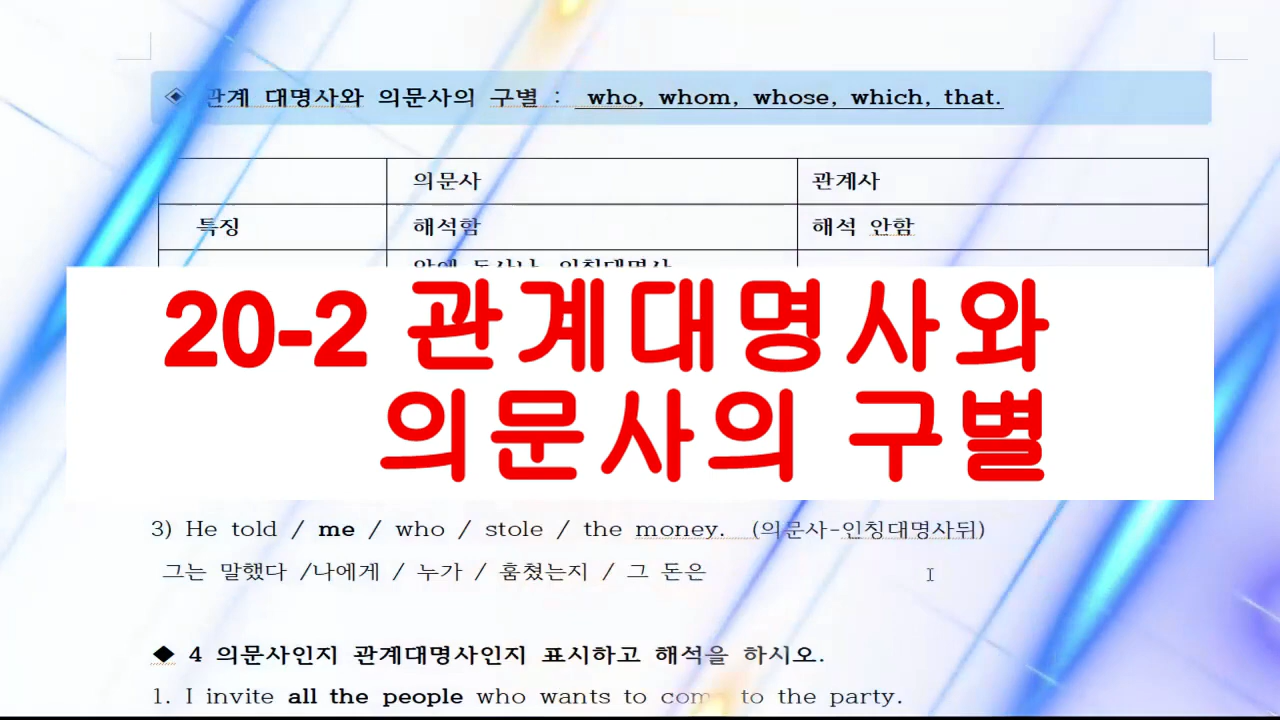 ◈ 관계 대명사와 의문사의 구별 : who, whom, whose, which, that.
의문사 관계사
특징 해석함 해석 안함
20-2 관계대명사와
의문사의 구별
3) He told / me / who / stole / the money. (의문사-인칭대명사뒤)
그는 말했다 /나에게 / 누가 / 훔쳤는지 / 그 돈은
◆ 4 의문사인지 관계대명사인지 표시하고 해석을 하시오.
1. I invite all the people who wants to come to the party.